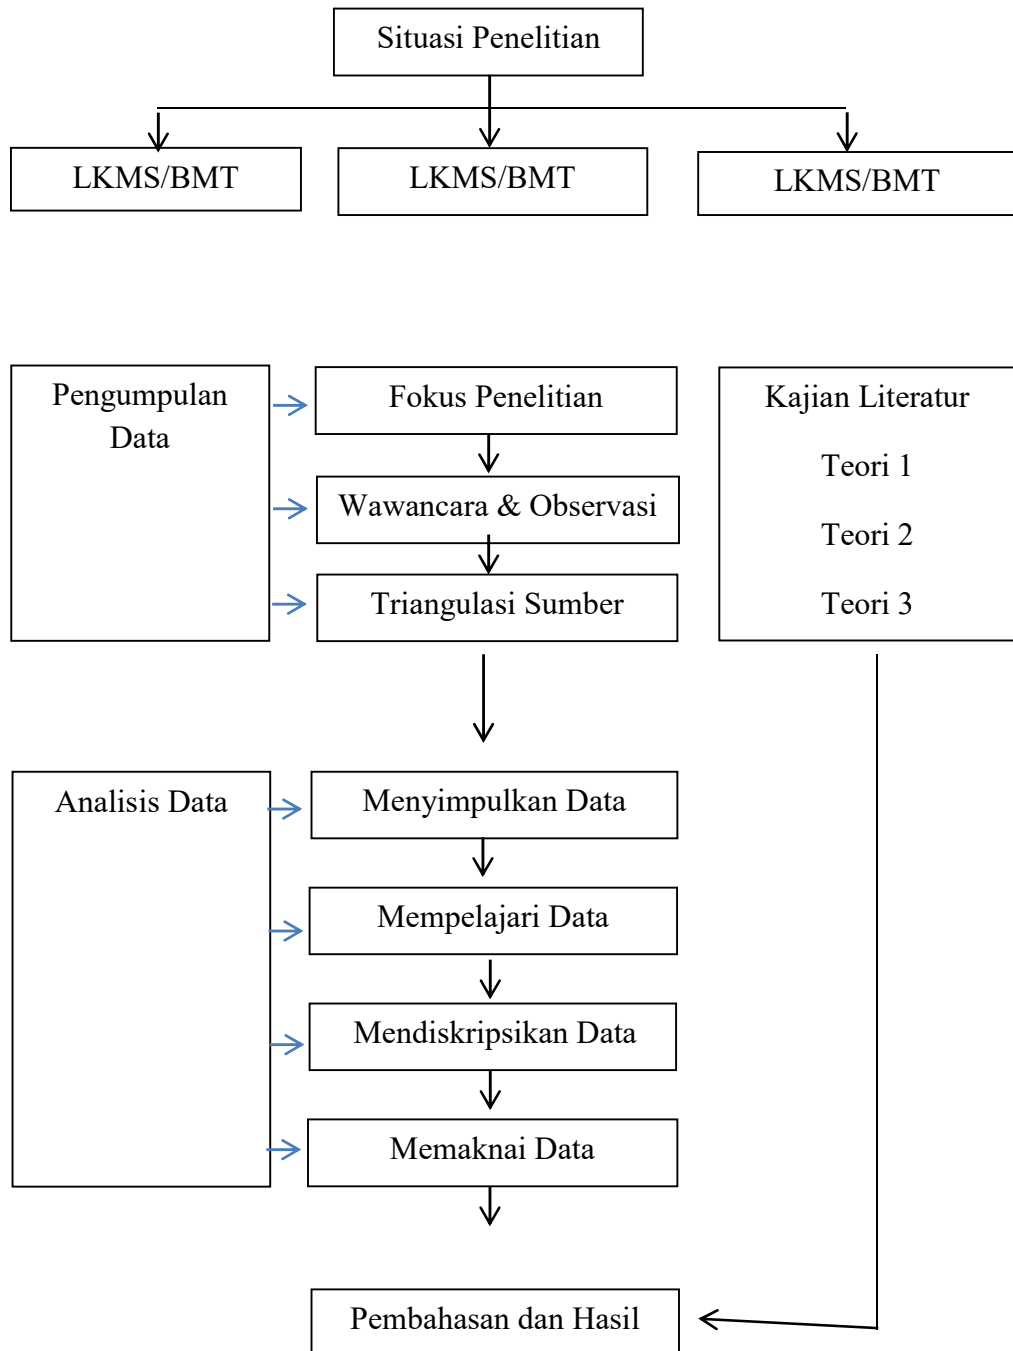 Situasi Penelitian
LKMS/BMT
LKMS/BMT
LKMS/BMT
Pengumpulan
Data
Fokus Penelitian
Wawancara & Observasi
Triangulasi Sumber
Kajian Literatur
Teori 1
Teori 2
Teori 3
Analisis Data
Menyimpulkan Data
Mempelajari Data
Mendiskripsikan Data
Memaknai Data
Pembahasan dan Hasil